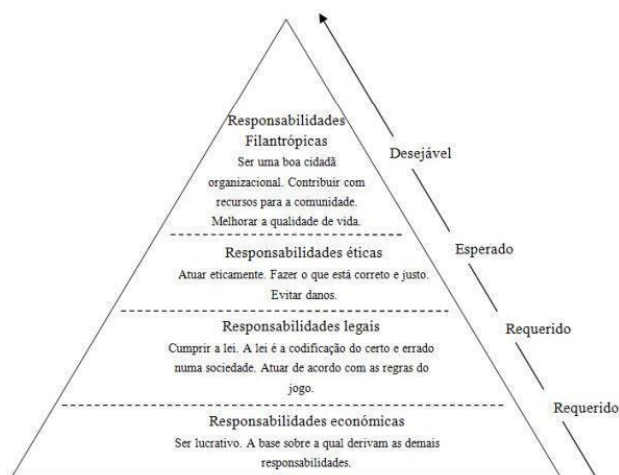 Responsabilidades
Filantrópicas
Ser uma boa cidadã
organizacional. Contribuir com
recursos para a comunidade.
Melhorar a qualidade de vida.
Desejável
Responsabilidades éticas
Atuar eticamente. Fazer o que está correto e justo.
Evitar danos.
Esperado
Responsabilidades legais
Cumprir a lei. A lei é a codificação do certo e errado
numa sociedade. Atuar de acordo com as regras do
jogo.
Requerido
Responsabilidades económicas
Ser lucrativo. A base sobre a qual derivam as demais
responsabilidades.
Requerido